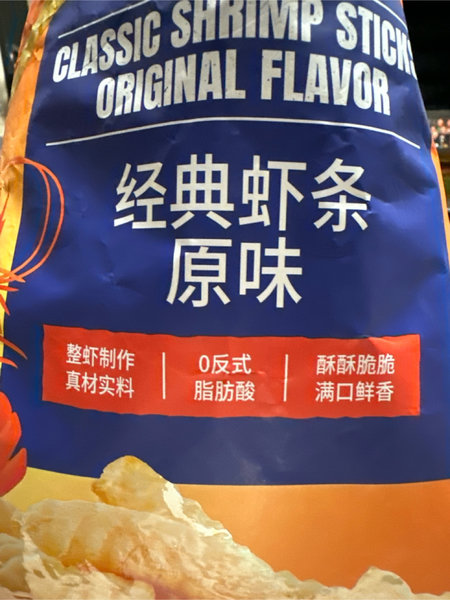 CLASSIC SHRIMP STICKS
ORIGINAL FLAVOR
经典虾条
原味
整虾制作
真材实料
0反式
脂肪酸
酥酥脆脆
满口鲜香